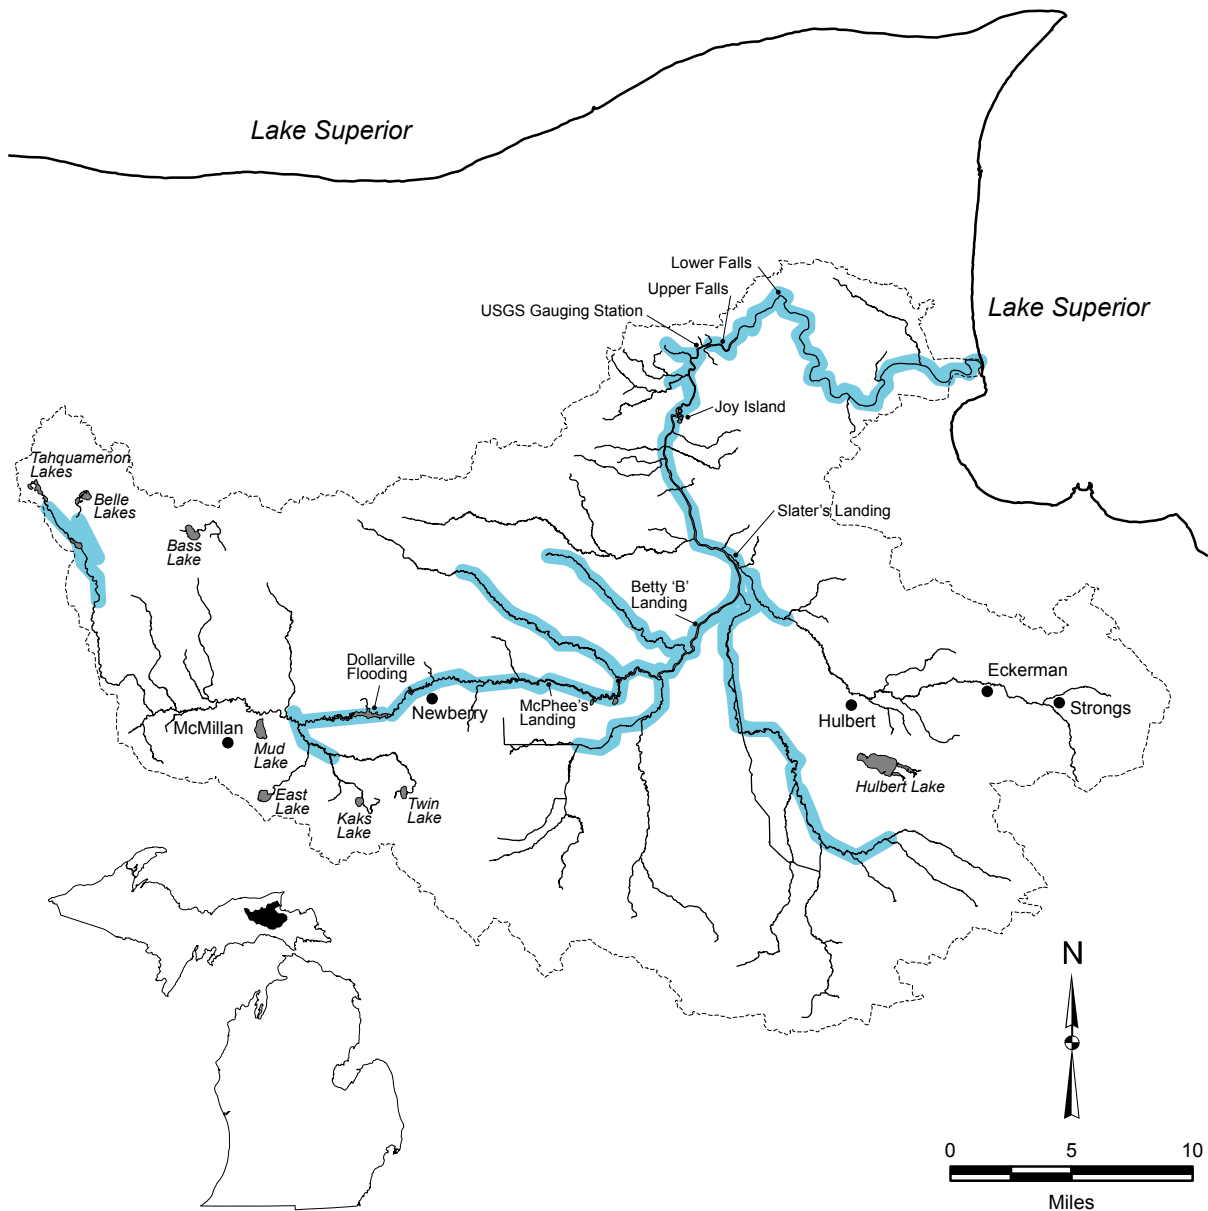 Lake Superior
Lower Falls
Upper Falls
USGS Gauging Station
Lake Superior
Joy Island
Tahquamenon
Lakes
Belle
Lakes
Bass
Lake
Slater's Landing
Betty 'B'
Landing
Dollarville
Flooding
McPhee's
Landing
Newberry
McMillan
Mud
Lake
East
Lake
Kaks
Lake
Twin
Lake
Eckerman
Strongs
Hulbert
Hulbert Lake
N
0 5 10
Miles